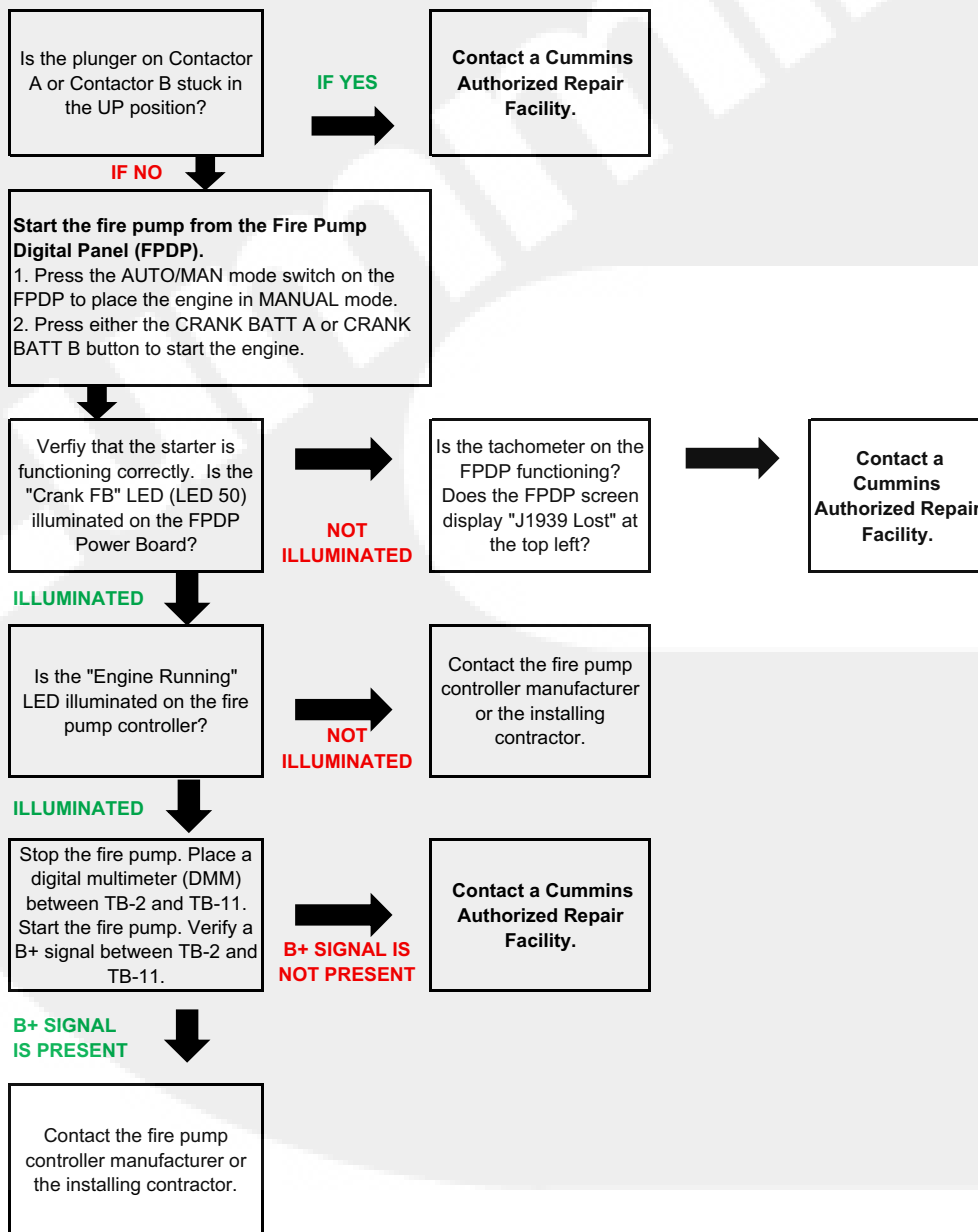 Is the plunger on Contactor
A or Contactor B stuck in
the UP position?
IF YES
Contact a Cummins
Authorized Repair
Facility.
IF NO
Start the fire pump from the Fire Pump
Digital Panel (FPDP).
1. Press the AUTO/MAN mode switch on the
FPDP to place the engine in MANUAL mode.
2. Press either the CRANK BATT A or CRANK
BATT B button to start the engine.
Verfiy that the starter is
functioning correctly. Is the
"Crank FB" LED (LED 50)
illuminated on the FPDP
Power Board?
NOT
ILLUMINATED
Is the tachometer on the
FPDP functioning?
Does the FPDP screen
display "J1939 Lost" at
the top left?
Contact a
Cummins
Authorized Repair
Facility.
ILLUMINATED
Is the "Engine Running"
LED illuminated on the fire
pump controller?
NOT
ILLUMINATED
Contact the fire pump
controller manufacturer
or the installing
contractor.
ILLUMINATED
Stop the fire pump. Place a
digital multimeter (DMM)
between TB-2 and TB-11.
Start the fire pump. Verify a
B+ signal between TB-2 and
TB-11.
B+ SIGNAL IS
NOT PRESENT
Contact a Cummins
Authorized Repair
Facility.
B+ SIGNAL
IS PRESENT
Contact the fire pump
controller manufacturer or
the installing contractor.